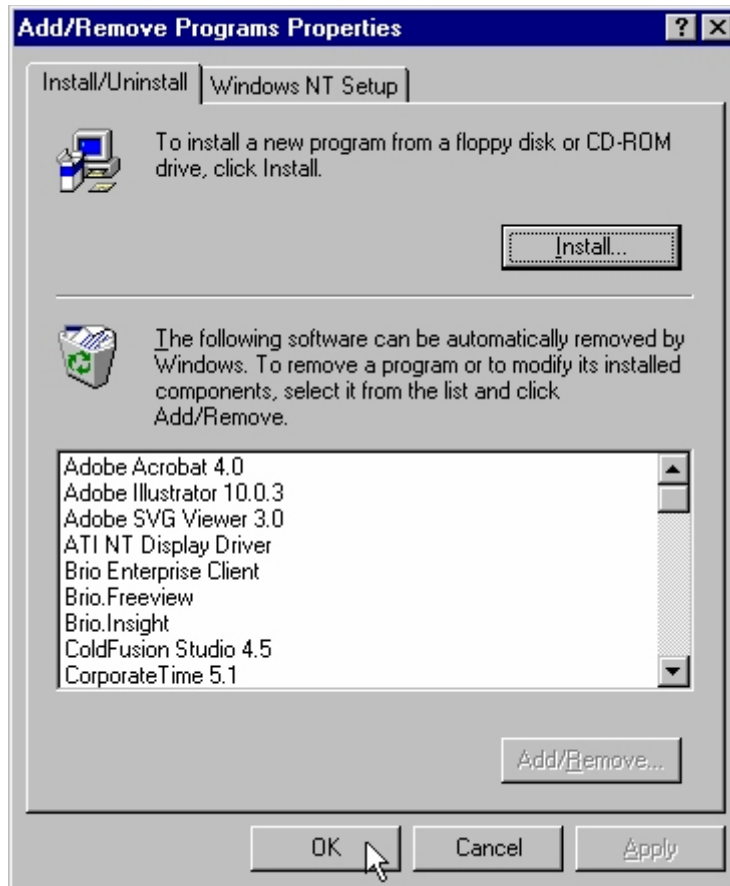 Add/Remove Programs Properties
Install/Uninstall
Windows NT Setup
To install a new program from a floppy disk or CD-ROM
drive, click Install.
Install...
The following software can be automatically removed by
Windows. To remove a program or to modify its installed
components, select it from the list and click
Add/Remove.
Adobe Acrobat 4.0
Adobe Illustrator 10.0.3
Adobe SVG Viewer 3.0
ATI NT Display Driver
Brio Enterprise Client
Brio.Freeview
Brio.Insight
ColdFusion Studio 4.5
CorporateTime 5.1
Add/Remove...
OK
Cancel
Apply